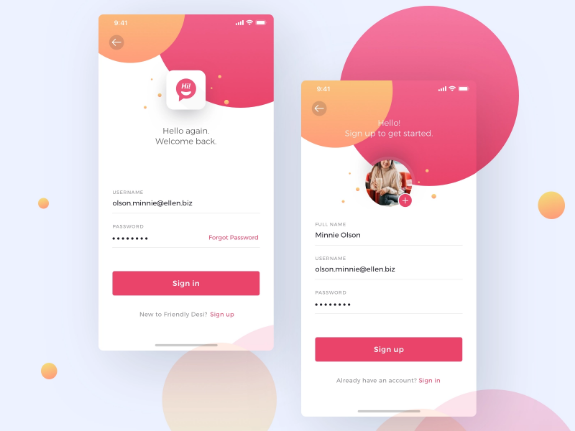 9:41
Hi!
Hello again.
Welcome back.
USERNAME
olson.minnie@ellen.biz
PASSWORD
Forgot Password
Sign in
New to Friendly Desi? Sign up
9:41
Hello!
Sign up to get started.
FULL NAME
Minnie Olson
USERNAME
olson.minnie@ellen.biz
PASSWORD
Sign up
Already have an account? Sign in